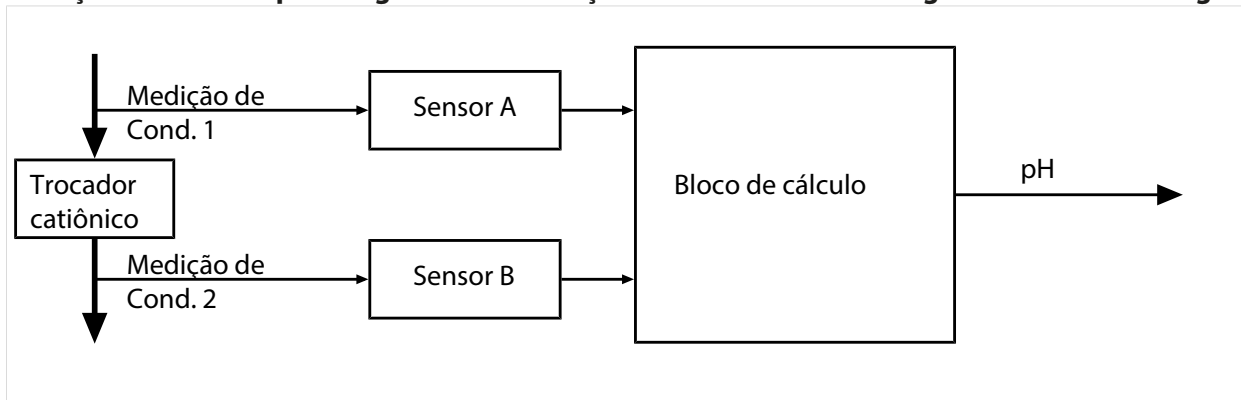 Medição de
Cond. 1
Sensor A
Trocador
catiônico
Bloco de cálculo
pH
Medição de
Cond. 2
Sensor B